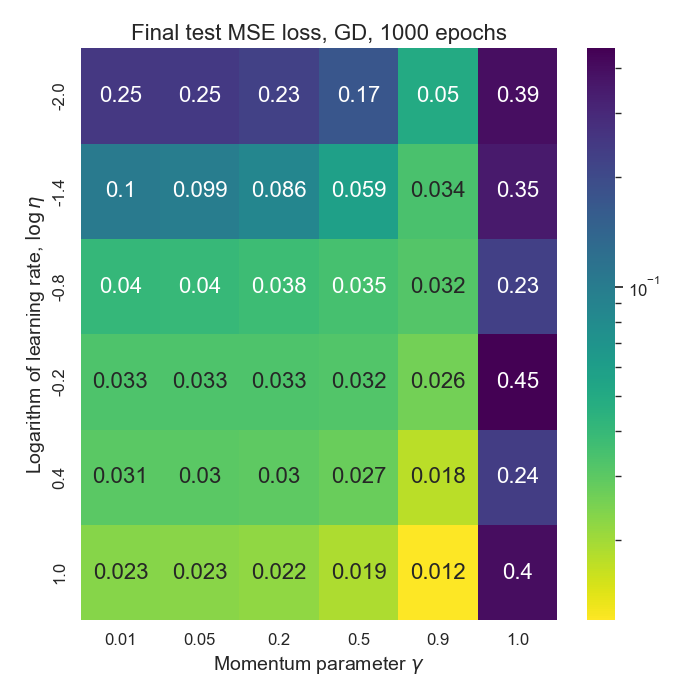 Final test MSE loss, GD, 1000 epochs
Logarithm of learning rate, log η
-2.0 0.25 0.25 0.23 0.17 0.05 0.39
-1.4 0.1 0.099 0.086 0.059 0.034 0.35
-0.8 0.04 0.04 0.038 0.035 0.032 0.23
-0.2 0.033 0.033 0.033 0.032 0.026 0.45
0.4 0.031 0.03 0.03 0.027 0.018 0.24
1.0 0.023 0.023 0.022 0.019 0.012 0.4
0.01 0.05 0.2 0.5 0.9 1.0
Momentum parameter γ
10⁻¹